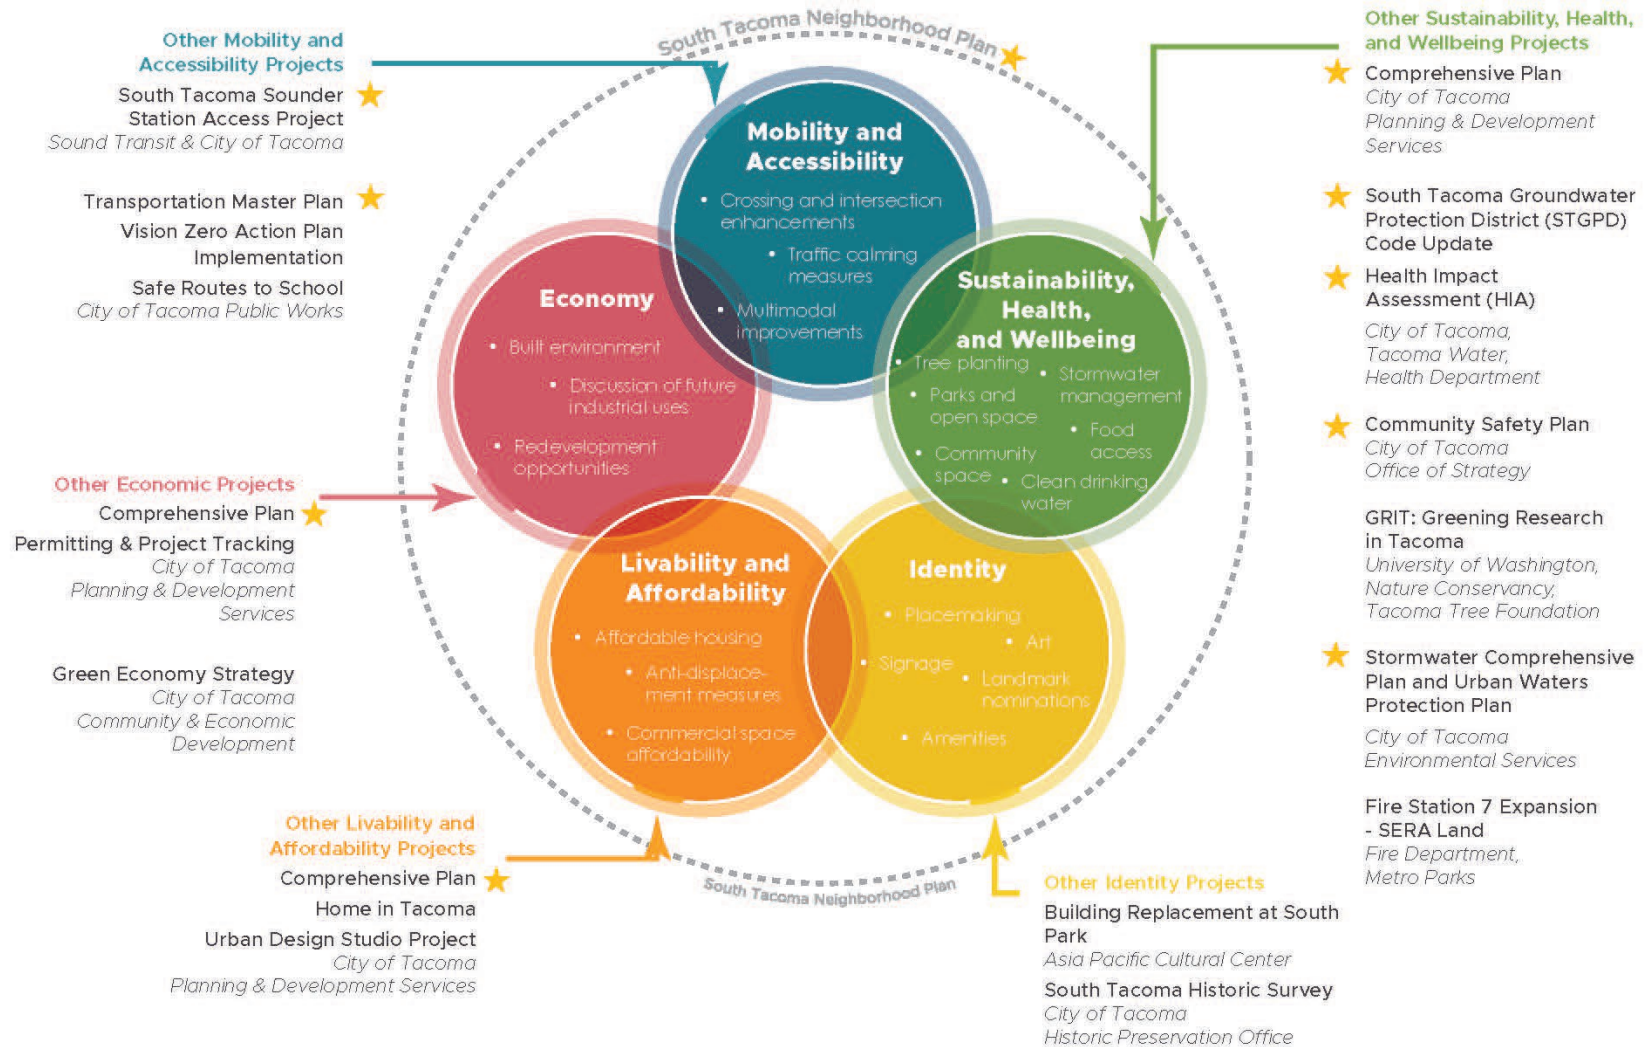 South Tacoma Neighborhood Plan
Other Mobility and
Accessibility Projects
South Tacoma Sounder
Station Access Project
Sound Transit & City of Tacoma
Transportation Master Plan
Vision Zero Action Plan
Implementation
Safe Routes to School
City of Tacoma Public Works
Mobility and
Accessibility
• Crossing and intersection
enhancements
• Traffic calming
measures
• Multimodal
improvements
Economy
• Built environment
• Discussion of future
industrial uses
• Redevelopment
opportunities
Sustainability,
Health,
and Wellbeing
• Tree planting
• Stormwater
management
• Parks and
open space
• Food
access
• Community
space
• Clean drinking
water
Livability and
Affordability
• Affordable housing
• Anti-displace-
ment measures
• Commercial space
affordability
Identity
• Placemaking
• Art
• Signage
• Landmark
nominations
• Amenities
South Tacoma Neighborhood Plan
Other Economic Projects
Comprehensive Plan
Permitting & Project Tracking
City of Tacoma
Planning & Development
Services
Green Economy Strategy
City of Tacoma
Community & Economic
Development
Other Livability and
Affordability Projects
Comprehensive Plan
Home in Tacoma
Urban Design Studio Project
City of Tacoma
Planning & Development Services
Other Sustainability, Health,
and Wellbeing Projects
Comprehensive Plan
City of Tacoma
Planning & Development
Services
South Tacoma Groundwater
Protection District (STGPD)
Code Update
Health Impact
Assessment (HIA)
City of Tacoma,
Tacoma Water,
Health Department
Community Safety Plan
City of Tacoma
Office of Strategy
GRIT: Greening Research
in Tacoma
University of Washington,
Nature Conservancy,
Tacoma Tree Foundation
Stormwater Comprehensive
Plan and Urban Waters
Protection Plan
City of Tacoma
Environmental Services
Fire Station 7 Expansion
- SERA Land
Fire Department,
Metro Parks
Other Identity Projects
Building Replacement at South
Park
Asia Pacific Cultural Center
South Tacoma Historic Survey
City of Tacoma
Historic Preservation Office